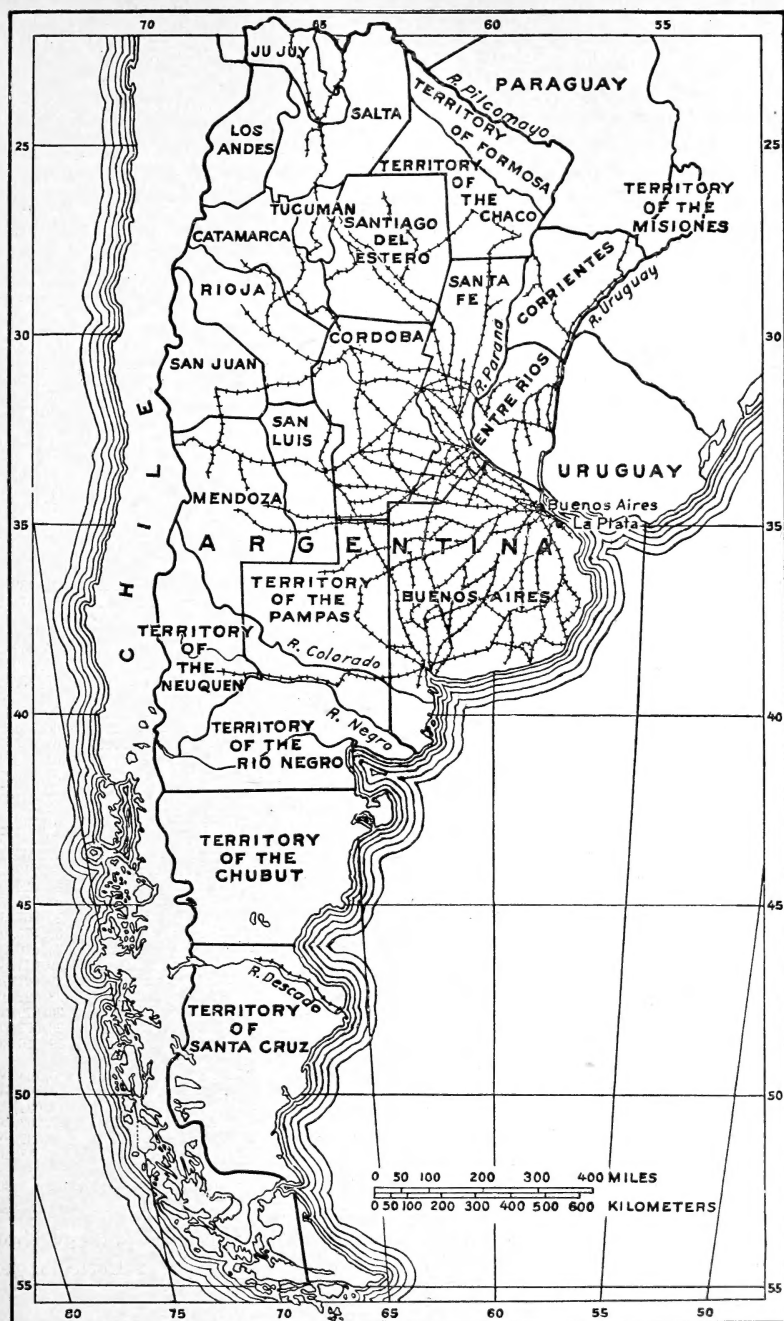 70 65 60 55
JUJUY
PARAGUAY
R. Pilcomayo
SALTA
TERRITORY
OF FORMOSA
LOS
ANDES
25 25
TERRITORY
OF
THE
CHACO
TERRITORY
OF THE
MISIONES
TUCUMAN
SANTIAGO
DEL
ESTERO
CATAMARCA
SANTA
FE
CORRIENTES
R. Uruguay
RIOJA
R. Parana
30 30
CORDOBA
SAN JUAN
ENTRE RIOS
SAN
LUIS
URUGUAY
MENDOZA
Buenos Aires
La Plata
35 35
CHILE
ARGENTINA
TERRITORY
OF THE
PAMPAS
BUENOS AIRES
TERRITORY
OF
THE
NEUQUEN
R. Colorado
R. Negro
40 40
TERRITORY
OF THE
RIO NEGRO
TERRITORY
OF THE
CHUBUT
45 45
R. Descado
TERRITORY
OF
SANTA CRUZ
50 50
0 50 100 200 300 400 MILES
0 50 100 200 300 400 500 600 KILOMETERS
55 55
80 75 70 65 60 55 50